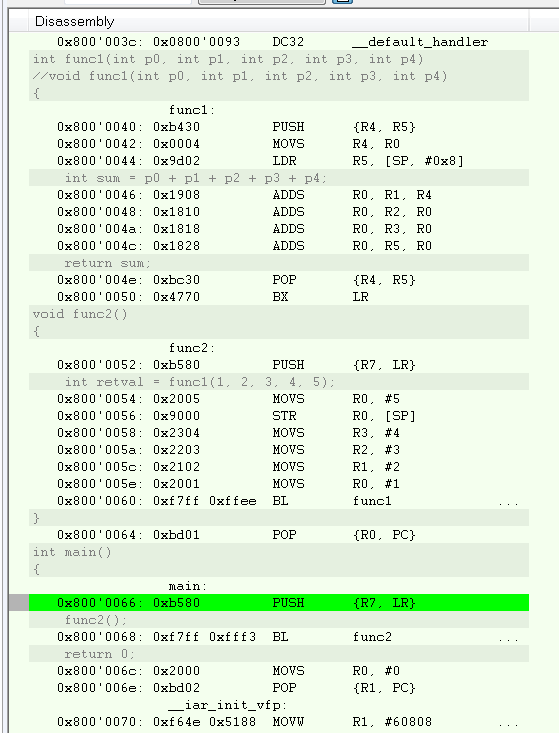 Disassembly
0x800'003c: 0x0800'0093 DC32 __default_handler
int func1(int p0, int p1, int p2, int p3, int p4)
//void func1(int p0, int p1, int p2, int p3, int p4)
{
func1:
0x800'0040: 0xb430 PUSH {R4, R5}
0x800'0042: 0x0004 MOVS R4, R0
0x800'0044: 0x9d02 LDR R5, [SP, #0x8]
int sum = p0 + p1 + p2 + p3 + p4;
0x800'0046: 0x1908 ADDS R0, R1, R4
0x800'0048: 0x1810 ADDS R0, R2, R0
0x800'004a: 0x1818 ADDS R0, R3, R0
0x800'004c: 0x1828 ADDS R0, R5, R0
return sum;
0x800'004e: 0xbc30 POP {R4, R5}
0x800'0050: 0x4770 BX LR
void func2()
{
func2:
0x800'0052: 0xb580 PUSH {R7, LR}
int retval = func1(1, 2, 3, 4, 5);
0x800'0054: 0x2005 MOVS R0, #5
0x800'0056: 0x9000 STR R0, [SP]
0x800'0058: 0x2304 MOVS R3, #4
0x800'005a: 0x2203 MOVS R2, #3
0x800'005c: 0x2102 MOVS R1, #2
0x800'005e: 0x2001 MOVS R0, #1
0x800'0060: 0xf7ff 0xffee BL func1 ...
}
0x800'0064: 0xbd01 POP {R0, PC}
int main()
{
main:
0x800'0066: 0xb580 PUSH {R7, LR}
func2();
0x800'0068: 0xf7ff 0xfff3 BL func2 ...
return 0;
0x800'006c: 0x2000 MOVS R0, #0
0x800'006e: 0xbd02 POP {R1, PC}
__iar_init_vfp:
0x800'0070: 0xf64e 0x5188 MOVW R1, #60808 ...